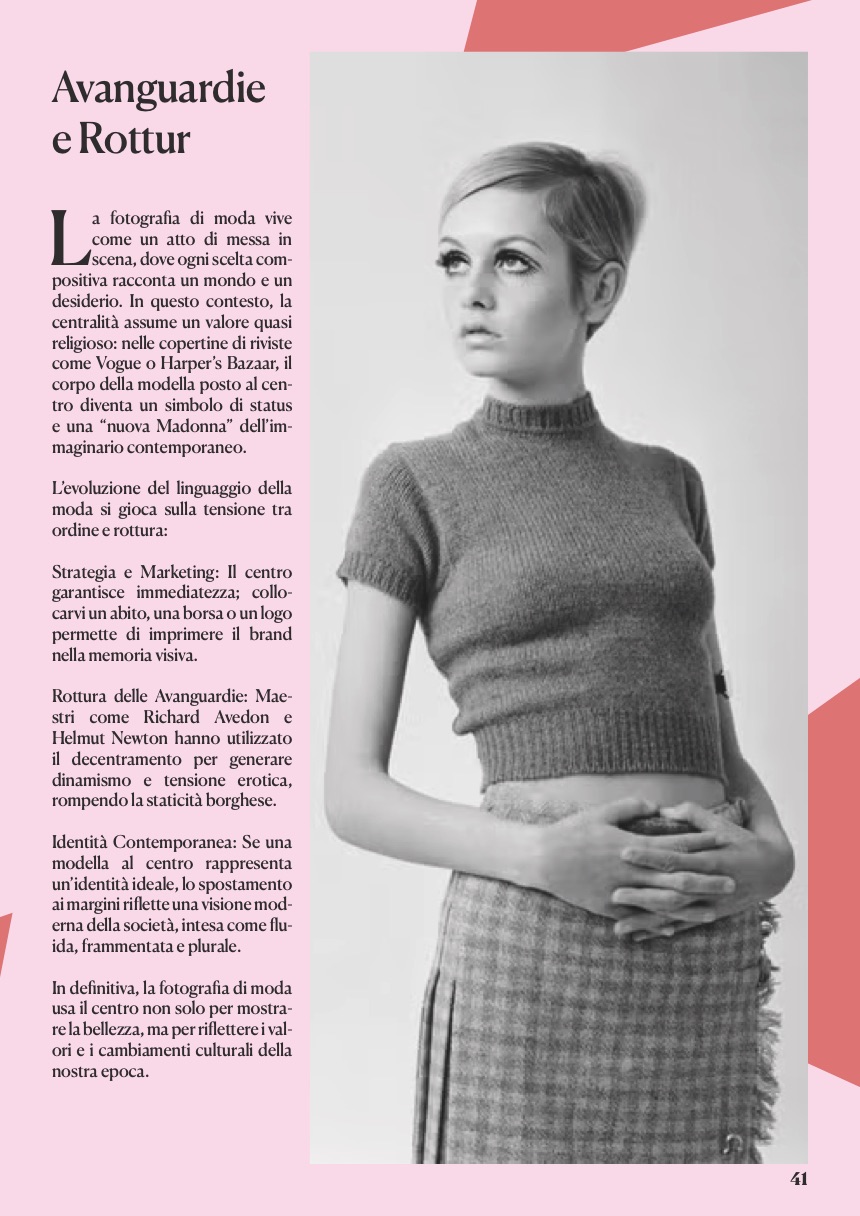 Avanguardie
e Rottur
La fotografia di moda vive
come un atto di messa in
scena, dove ogni scelta com-
positiva racconta un mondo e un
desiderio. In questo contesto, la
centralità assume un valore quasi
religioso: nelle copertine di riviste
come Vogue o Harper’s Bazaar, il
corpo della modella posto al cen-
tro diventa un simbolo di status
e una “nuova Madonna” dell’im-
maginario contemporaneo.
L’evoluzione del linguaggio della
moda si gioca sulla tensione tra
ordine e rottura:
Strategia e Marketing: Il centro
garantisce immediatezza; collo-
carvi un abito, una borsa o un logo
permette di imprimere il brand
nella memoria visiva.
Rottura delle Avanguardie: Mae-
stri come Richard Avedon e
Helmut Newton hanno utilizzato
il decentramento per generare
dinamismo e tensione erotica,
rompendo la staticità borghese.
Identità Contemporanea: Se una
modella al centro rappresenta
un’identità ideale, lo spostamento
ai margini riflette una visione mod-
erna della società, intesa come flu-
ida, frammentata e plurale.
In definitiva, la fotografia di moda
usa il centro non solo per mostra-
re la bellezza, ma per riflettere i val-
ori e i cambiamenti culturali della
nostra epoca.
41